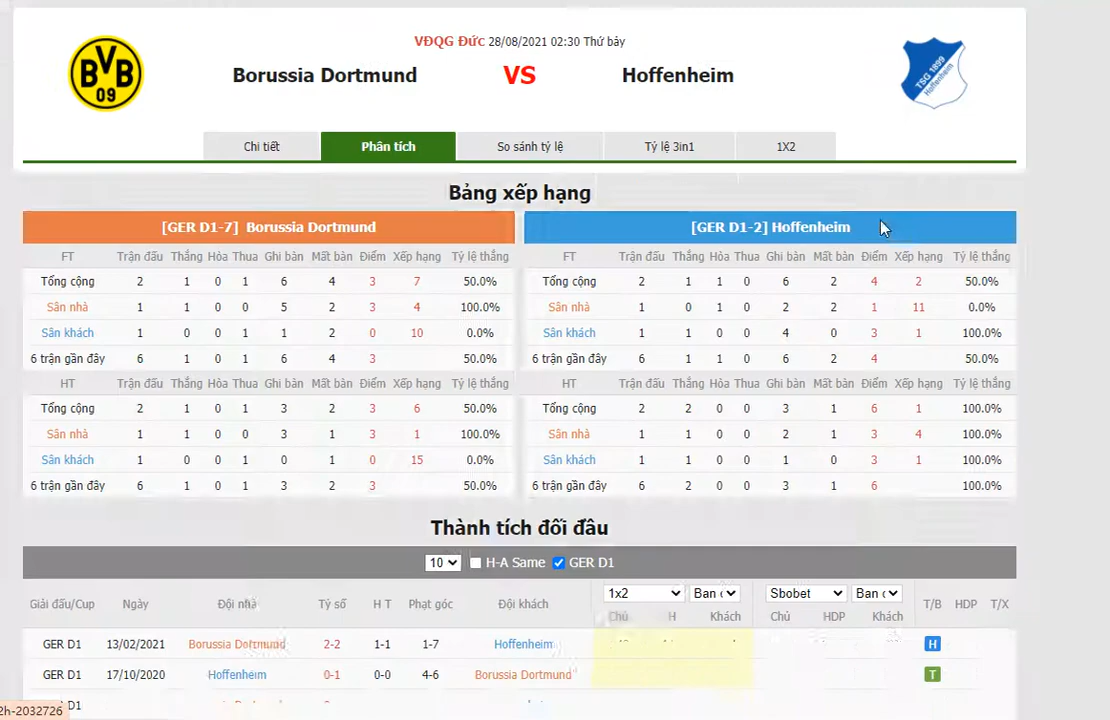 VĐQG Đức 28/08/2021 02:30 Thứ bảy
BVB 09
Borussia Dortmund VS Hoffenheim
TSG 1899 Hoffenheim
Chi tiết Phân tích So sánh tỷ lệ Tỷ lệ 3in1 1X2
Bảng xếp hạng
[GER D1-7] Borussia Dortmund [GER D1-2] Hoffenheim
FT Trận đấu Thắng Hòa Thua Ghi bàn Mất bàn Điểm Xếp hạng Tỷ lệ thắng FT Trận đấu Thắng Hòa Thua Ghi bàn Mất bàn Điểm Xếp hạng Tỷ lệ thắng
Tổng cộng 2 1 0 1 6 4 3 7 50.0% Tổng cộng 2 1 1 0 6 2 4 2 50.0%
Sân nhà 1 1 0 0 5 2 3 4 100.0% Sân nhà 1 0 1 0 2 2 1 11 0.0%
Sân khách 1 0 0 1 1 2 0 10 0.0% Sân khách 1 1 0 0 4 0 3 1 100.0%
6 trận gần đây 6 1 0 1 6 4 3 50.0% 6 trận gần đây 6 1 1 0 6 2 4 50.0%
HT Trận đấu Thắng Hòa Thua Ghi bàn Mất bàn Điểm Xếp hạng Tỷ lệ thắng HT Trận đấu Thắng Hòa Thua Ghi bàn Mất bàn Điểm Xếp hạng Tỷ lệ thắng
Tổng cộng 2 1 0 1 3 2 3 6 50.0% Tổng cộng 2 2 0 0 3 1 6 1 100.0%
Sân nhà 1 1 0 0 3 1 3 1 100.0% Sân nhà 1 1 0 0 2 1 3 4 100.0%
Sân khách 1 0 0 1 0 1 0 15 0.0% Sân khách 1 1 0 0 1 0 3 1 100.0%
6 trận gần đây 6 1 0 1 3 2 3 50.0% 6 trận gần đây 6 2 0 0 3 1 6 100.0%
Thành tích đối đầu
10 H-A Same GER D1
Giải đấu/Cup Ngày Đội nhà Tỷ số H T Phạt góc Đội khách 1x2 Ban Sbobet Ban T/B HDP T/X
Chủ H Khách Chủ HDP Khách
GER D1 13/02/2021 Borussia Dortmund 2-2 1-1 1-7 Hoffenheim H
GER D1 17/10/2020 Hoffenheim 0-1 0-0 4-6 Borussia Dortmund T
D1
2h-2032726